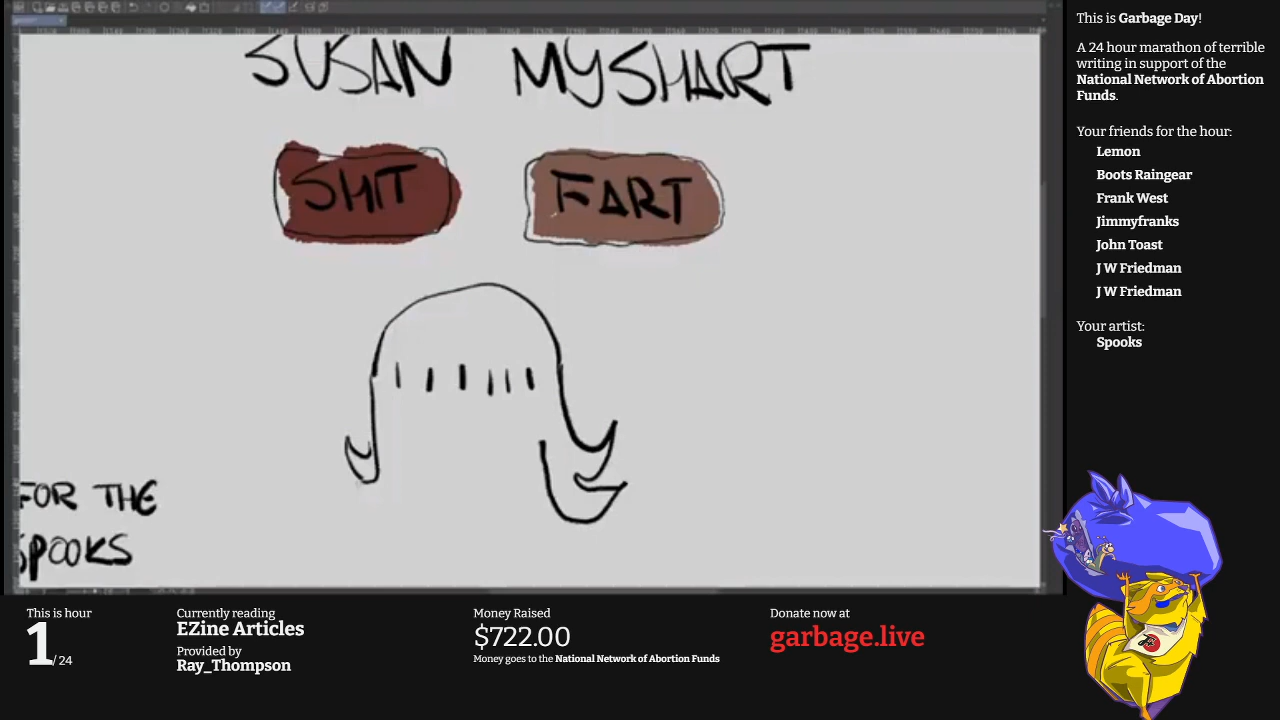 SUSAN MYSHART
SHIT FART
FOR THE
SPOOKS
This is Garbage Day!
A 24 hour marathon of terrible
writing in support of the
National Network of Abortion
Funds.
Your friends for the hour:
Lemon
Boots Raingear
Frank West
Jimmyfranks
John Toast
J W Friedman
J W Friedman
Your artist:
Spooks
This is hour
1/ 24
Currently reading
EZine Articles
Provided by
Ray_Thompson
Money Raised
$722.00
Money goes to the National Network of Abortion Funds
Donate now at
garbage.live